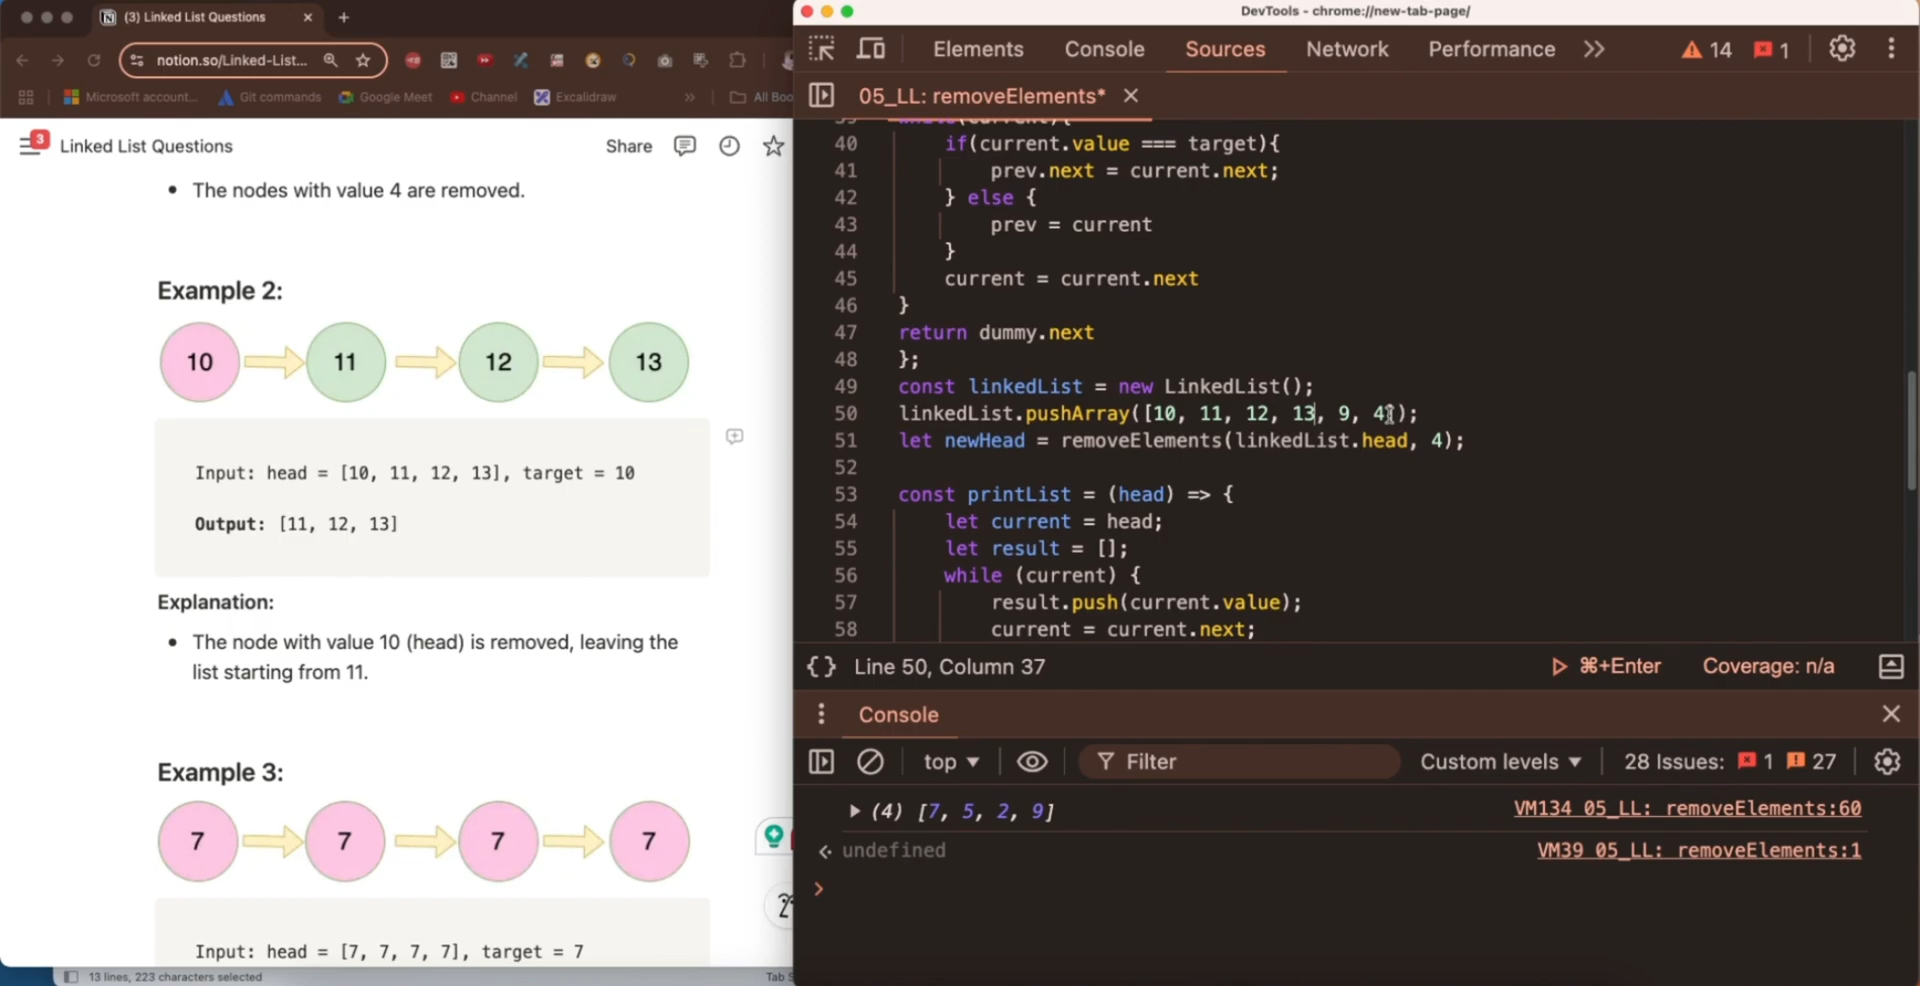 (3) Linked List Questions
notion.so/Linked-List...
Microsoft account...
Git commands
Google Meet
Channel
Excalidraw
»
All Boo
3
Linked List Questions
Share
• The nodes with value 4 are removed.
Example 2:
10
11
12
13
Input: head = [10, 11, 12, 13], target = 10
Output: [11, 12, 13]
Explanation:
• The node with value 10 (head) is removed, leaving the
list starting from 11.
Example 3:
7
7
7
7
Input: head = [7, 7, 7, 7], target = 7
13 lines, 223 characters selected
Tab S
DevTools - chrome://new-tab-page/
Elements
Console
Sources
Network
Performance
»
14
1
05_LL: removeElements*
39 while(current){
40 if(current.value === target){
41 prev.next = current.next;
42 } else {
43 prev = current
44 }
45 current = current.next
46 }
47 return dummy.next
48 };
49 const linkedList = new LinkedList();
50 linkedList.pushArray([10, 11, 12, 13, 9, 4]);
51 let newHead = removeElements(linkedList.head, 4);
52
53 const printList = (head) => {
54 let current = head;
55 let result = [];
56 while (current) {
57 result.push(current.value);
58 current = current.next;
{} Line 50, Column 37
⌘+Enter
Coverage: n/a
Console
top ▼
Filter
Custom levels ▼
28 Issues: 1 27
(4) [7, 5, 2, 9]
VM134 05_LL: removeElements:60
undefined
VM39 05_LL: removeElements:1